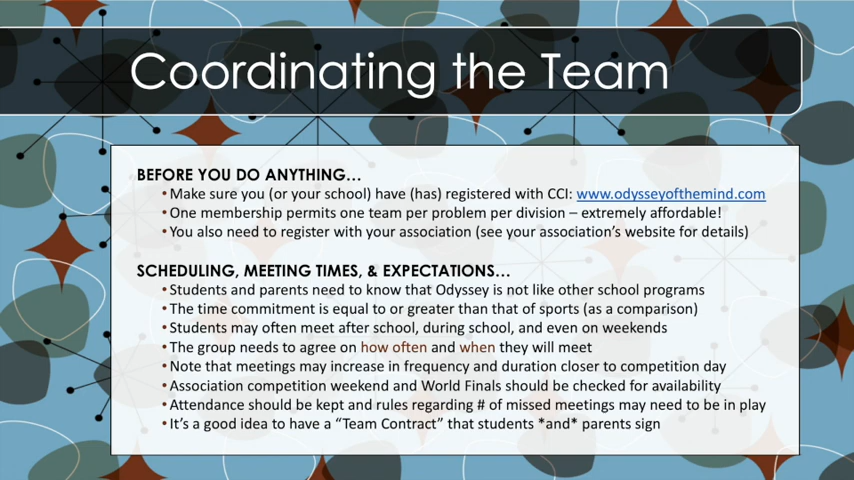 Coordinating the Team
BEFORE YOU DO ANYTHING…
•Make sure you (or your school) have (has) registered with CCI: www.odysseyofthemind.com
•One membership permits one team per problem per division – extremely affordable!
•You also need to register with your association (see your association’s website for details)
SCHEDULING, MEETING TIMES, & EXPECTATIONS…
•Students and parents need to know that Odyssey is not like other school programs
•The time commitment is equal to or greater than that of sports (as a comparison)
•Students may often meet after school, during school, and even on weekends
•The group needs to agree on how often and when they will meet
•Note that meetings may increase in frequency and duration closer to competition day
•Association competition weekend and World Finals should be checked for availability
•Attendance should be kept and rules regarding # of missed meetings may need to be in play
•It’s a good idea to have a “Team Contract” that students *and* parents sign